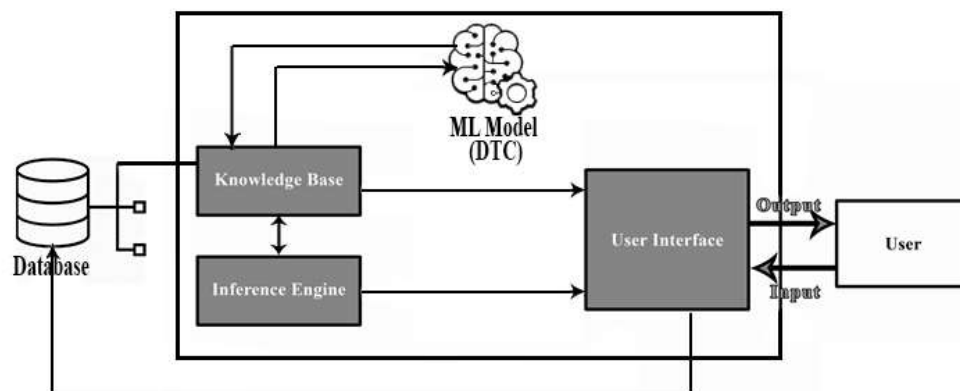 ML Model
(DTC)
Knowledge Base
Database
Inference Engine
User Interface
Output
Input
User